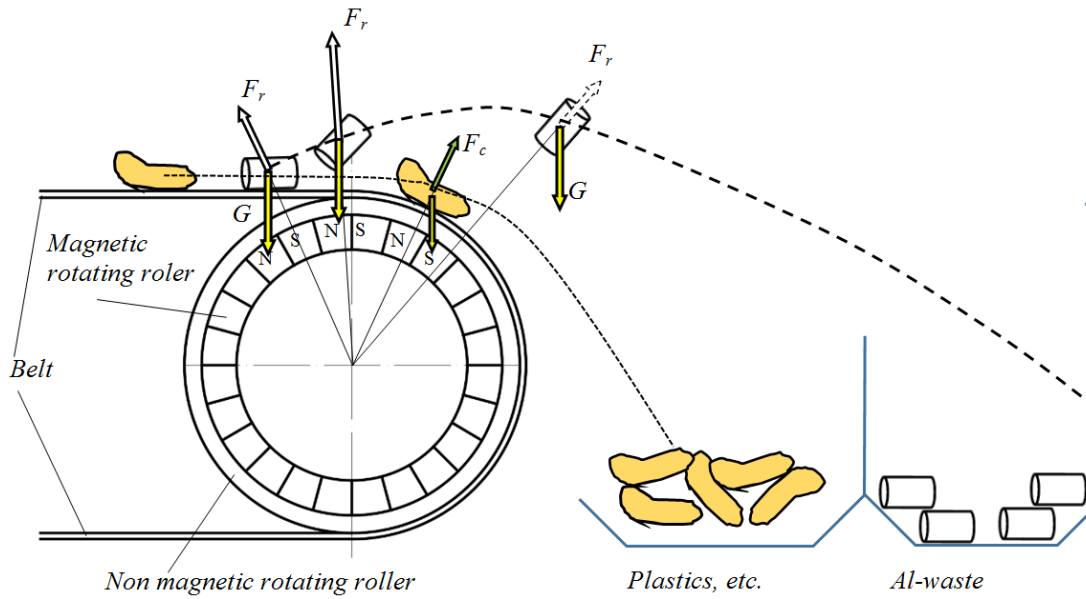 F_r
F_r
F_r
F_c
G
G
N
S
N
S
N
S
Magnetic
rotating roler
Belt
Non magnetic rotating roller
Plastics, etc.
Al-waste